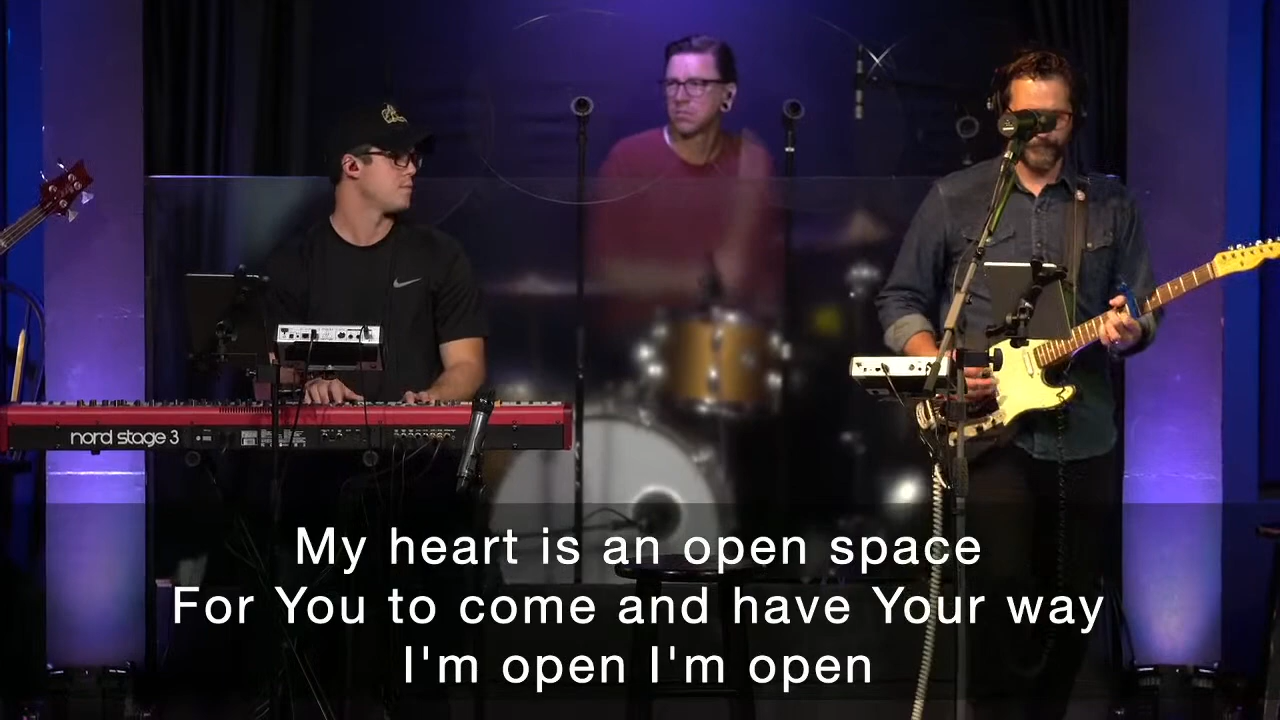 nord stage 3
My heart is an open space
For You to come and have Your way
I'm open I'm open